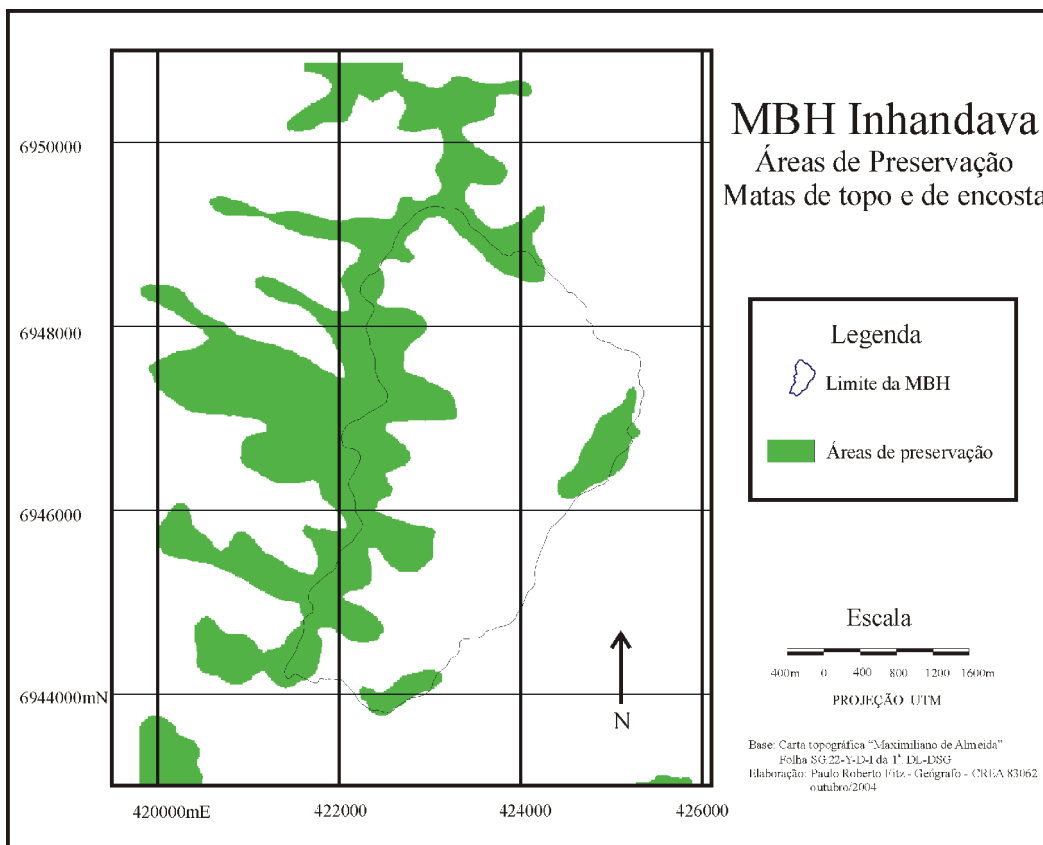 MBH Inhandava
Áreas de Preservação
Matas de topo e de encosta
6950000
6948000
6946000
6944000mN
420000mE
422000
424000
426000
N
Legenda
Limite da MBH
Áreas de preservação
Escala
400m 0 400 800 1200 1600m
PROJEÇÃO UTM
Base: Carta topográfica “Maximiliano de Almeida”
Folha SG.22-Y-D-I da 1ª. DL-DSG
Elaboração: Paulo Roberto Fitz - Geógrafo - CREA 83062
outubro/2004